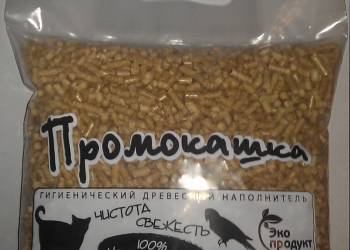 Промокашка
ГИГИЕНИЧЕСКИЙ ДРЕВЕСНЫЙ НАПОЛНИТЕЛЬ
ЧИСТОТА
СВЕЖЕСТЬ
Эко
продукт
100%